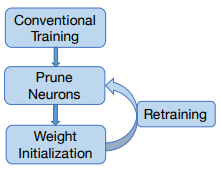 Conventional
Training
Prune
Neurons
Retraining
Weight
Initialization